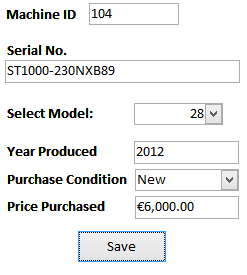 Machine ID 104
Serial No.
ST1000-230NXB89
Select Model: 28
Year Produced 2012
Purchase Condition New
Price Purchased €6,000.00
Save